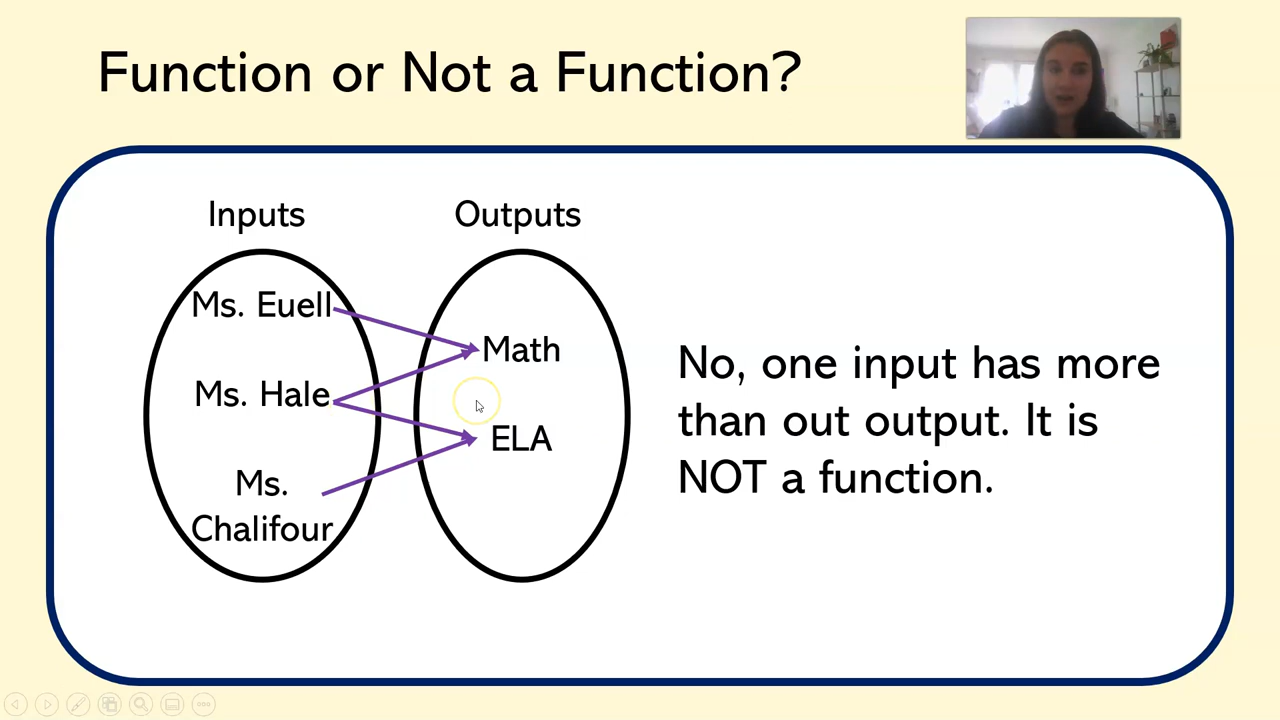 Function or Not a Function?
Inputs
Outputs
Ms. Euell
Math
Ms. Hale
ELA
Ms.
Chalifour
No, one input has more
than out output. It is
NOT a function.